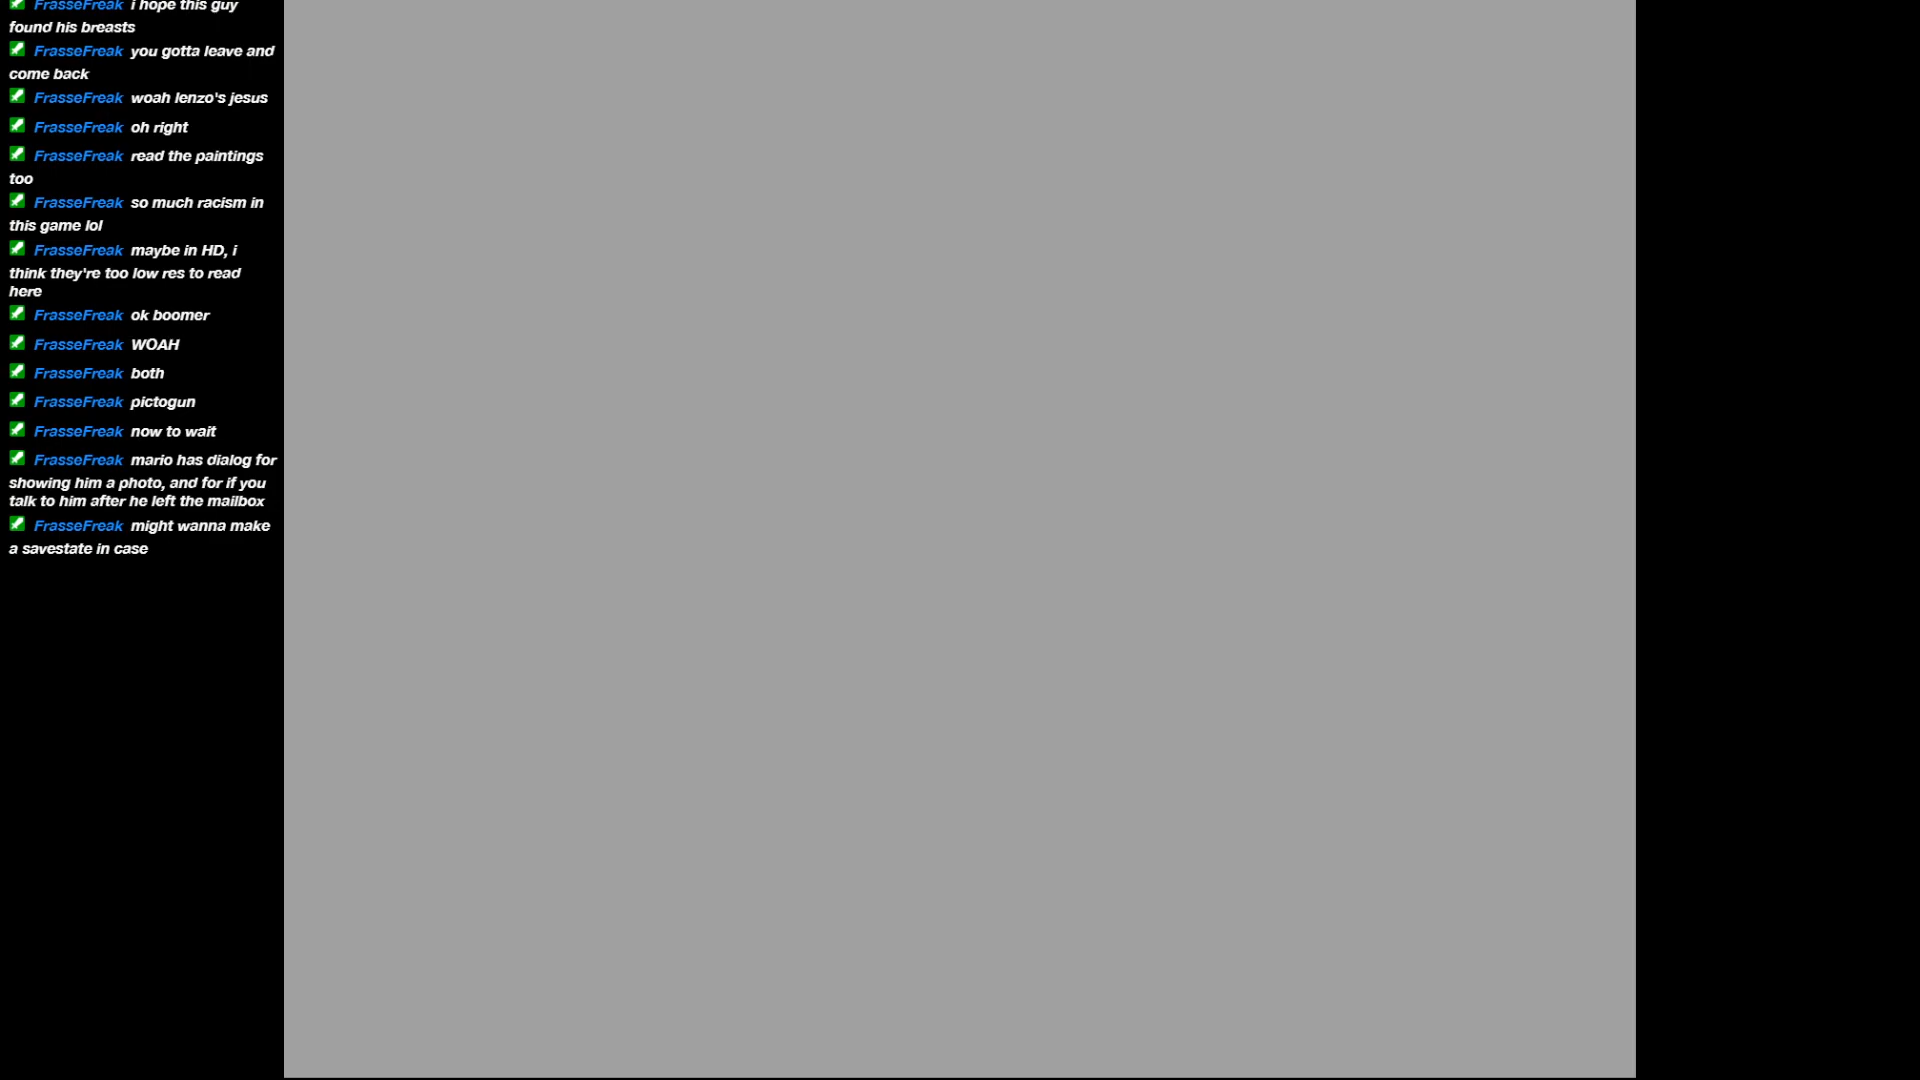 FrasseFreak i hope this guy
found his breasts
FrasseFreak you gotta leave and
come back
FrasseFreak woah lenzo's jesus
FrasseFreak oh right
FrasseFreak read the paintings
too
FrasseFreak so much racism in
this game lol
FrasseFreak maybe in HD, i
think they're too low res to read
here
FrasseFreak ok boomer
FrasseFreak WOAH
FrasseFreak both
FrasseFreak pictogun
FrasseFreak now to wait
FrasseFreak mario has dialog for
showing him a photo, and for if you
talk to him after he left the mailbox
FrasseFreak might wanna make
a savestate in case